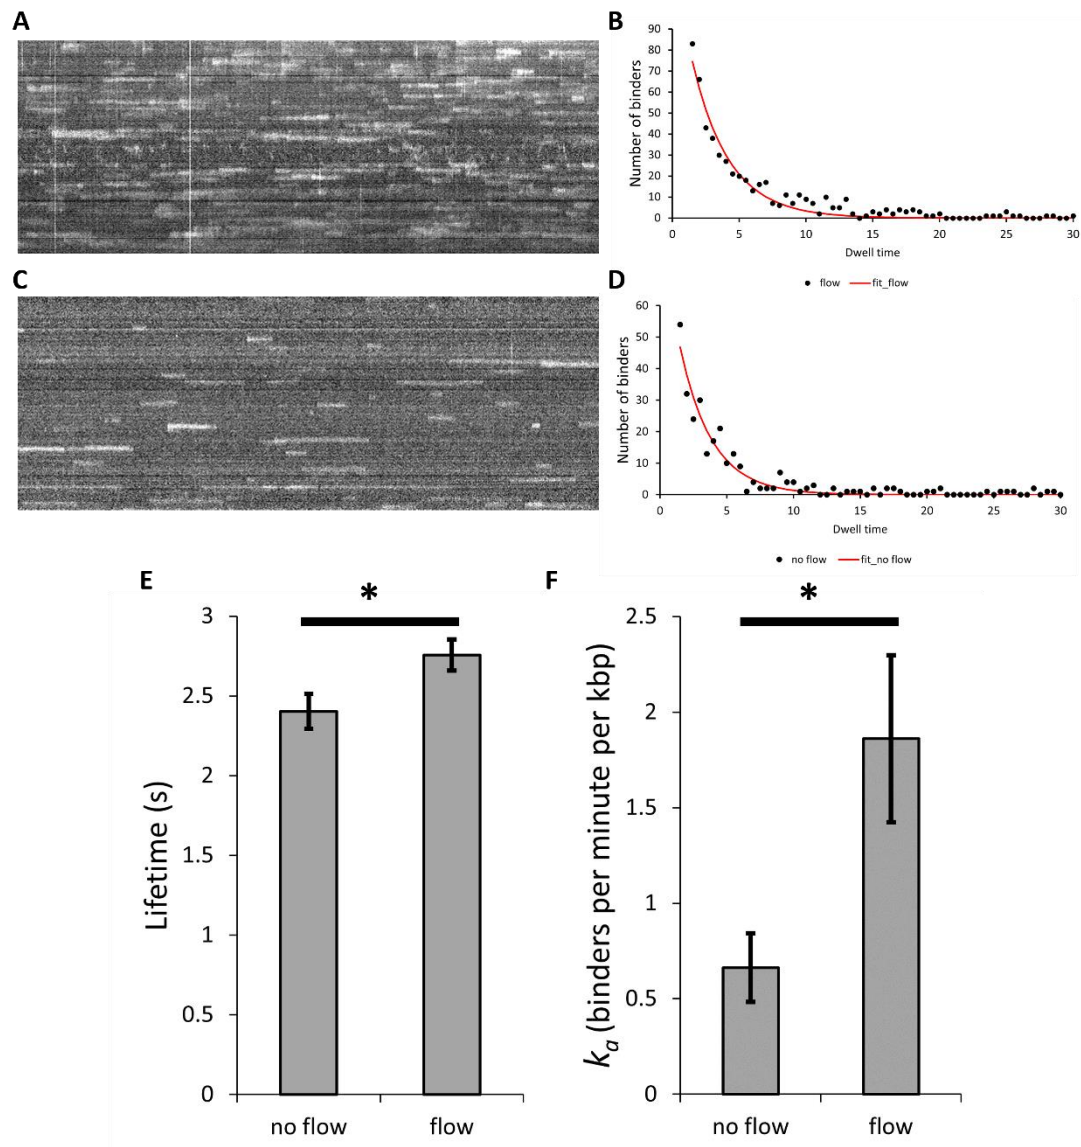 A
B
90
80
70
60
50
40
30
20
10
0
Number of binders
0 5 10 15 20 25 30
Dwell time
flow fit_flow
C
D
60
50
40
30
20
10
0
Number of binders
0 5 10 15 20 25 30
Dwell time
no flow fit_no flow
E
*
3
2.5
2
1.5
1
0.5
0
Lifetime (s)
no flow flow
F
*
2.5
2
1.5
1
0.5
0
ka (binders per minute per kbp)
no flow flow